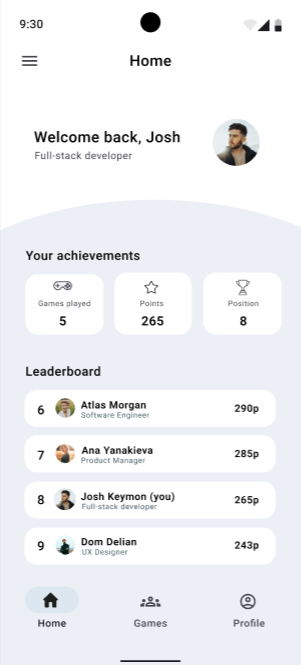 9:30
Home
Welcome back, Josh
Full-stack developer
Your achievements
Games played
5
Points
265
Position
8
Leaderboard
6
Atlas Morgan
Software Engineer
290p
7
Ana Yanakieva
Product Manager
285p
8
Josh Keymon (you)
Full-stack developer
265p
9
Dom Delian
UX Designer
243p
Home
Games
Profile